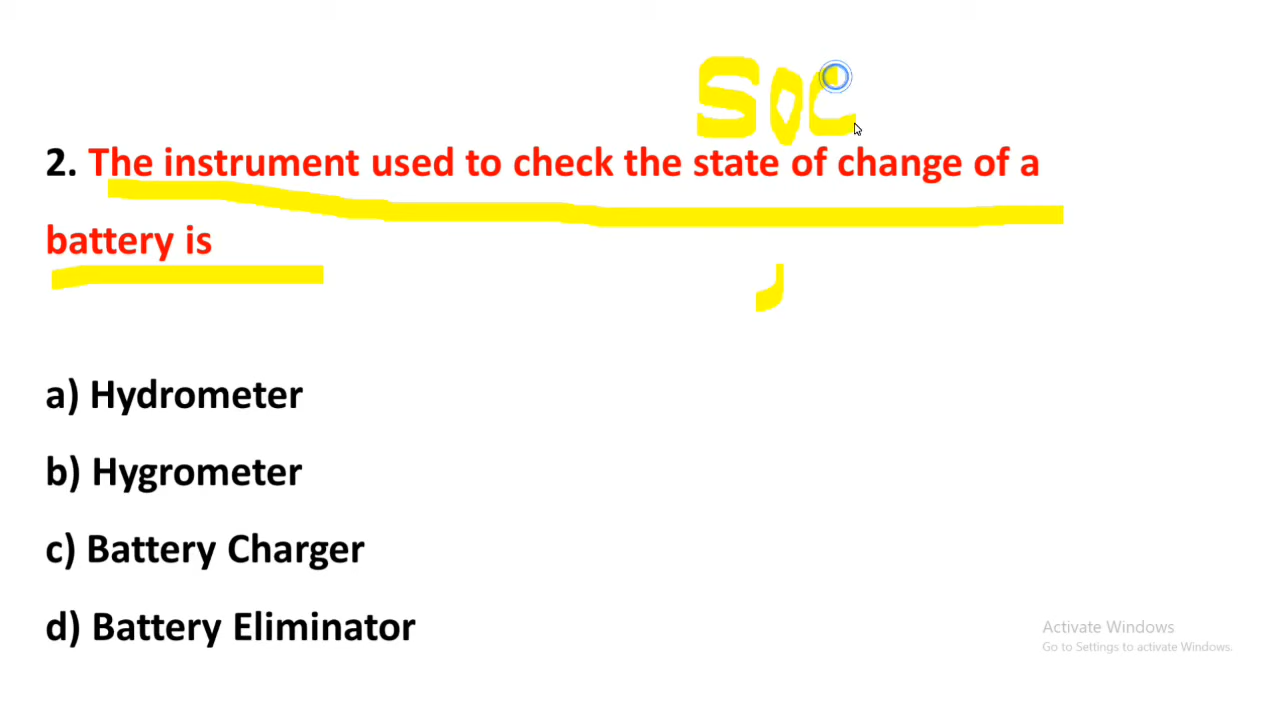 SOC
2. The instrument used to check the state of change of a
battery is
a) Hydrometer
b) Hygrometer
c) Battery Charger
d) Battery Eliminator
Activate Windows
Go to Settings to activate Windows.